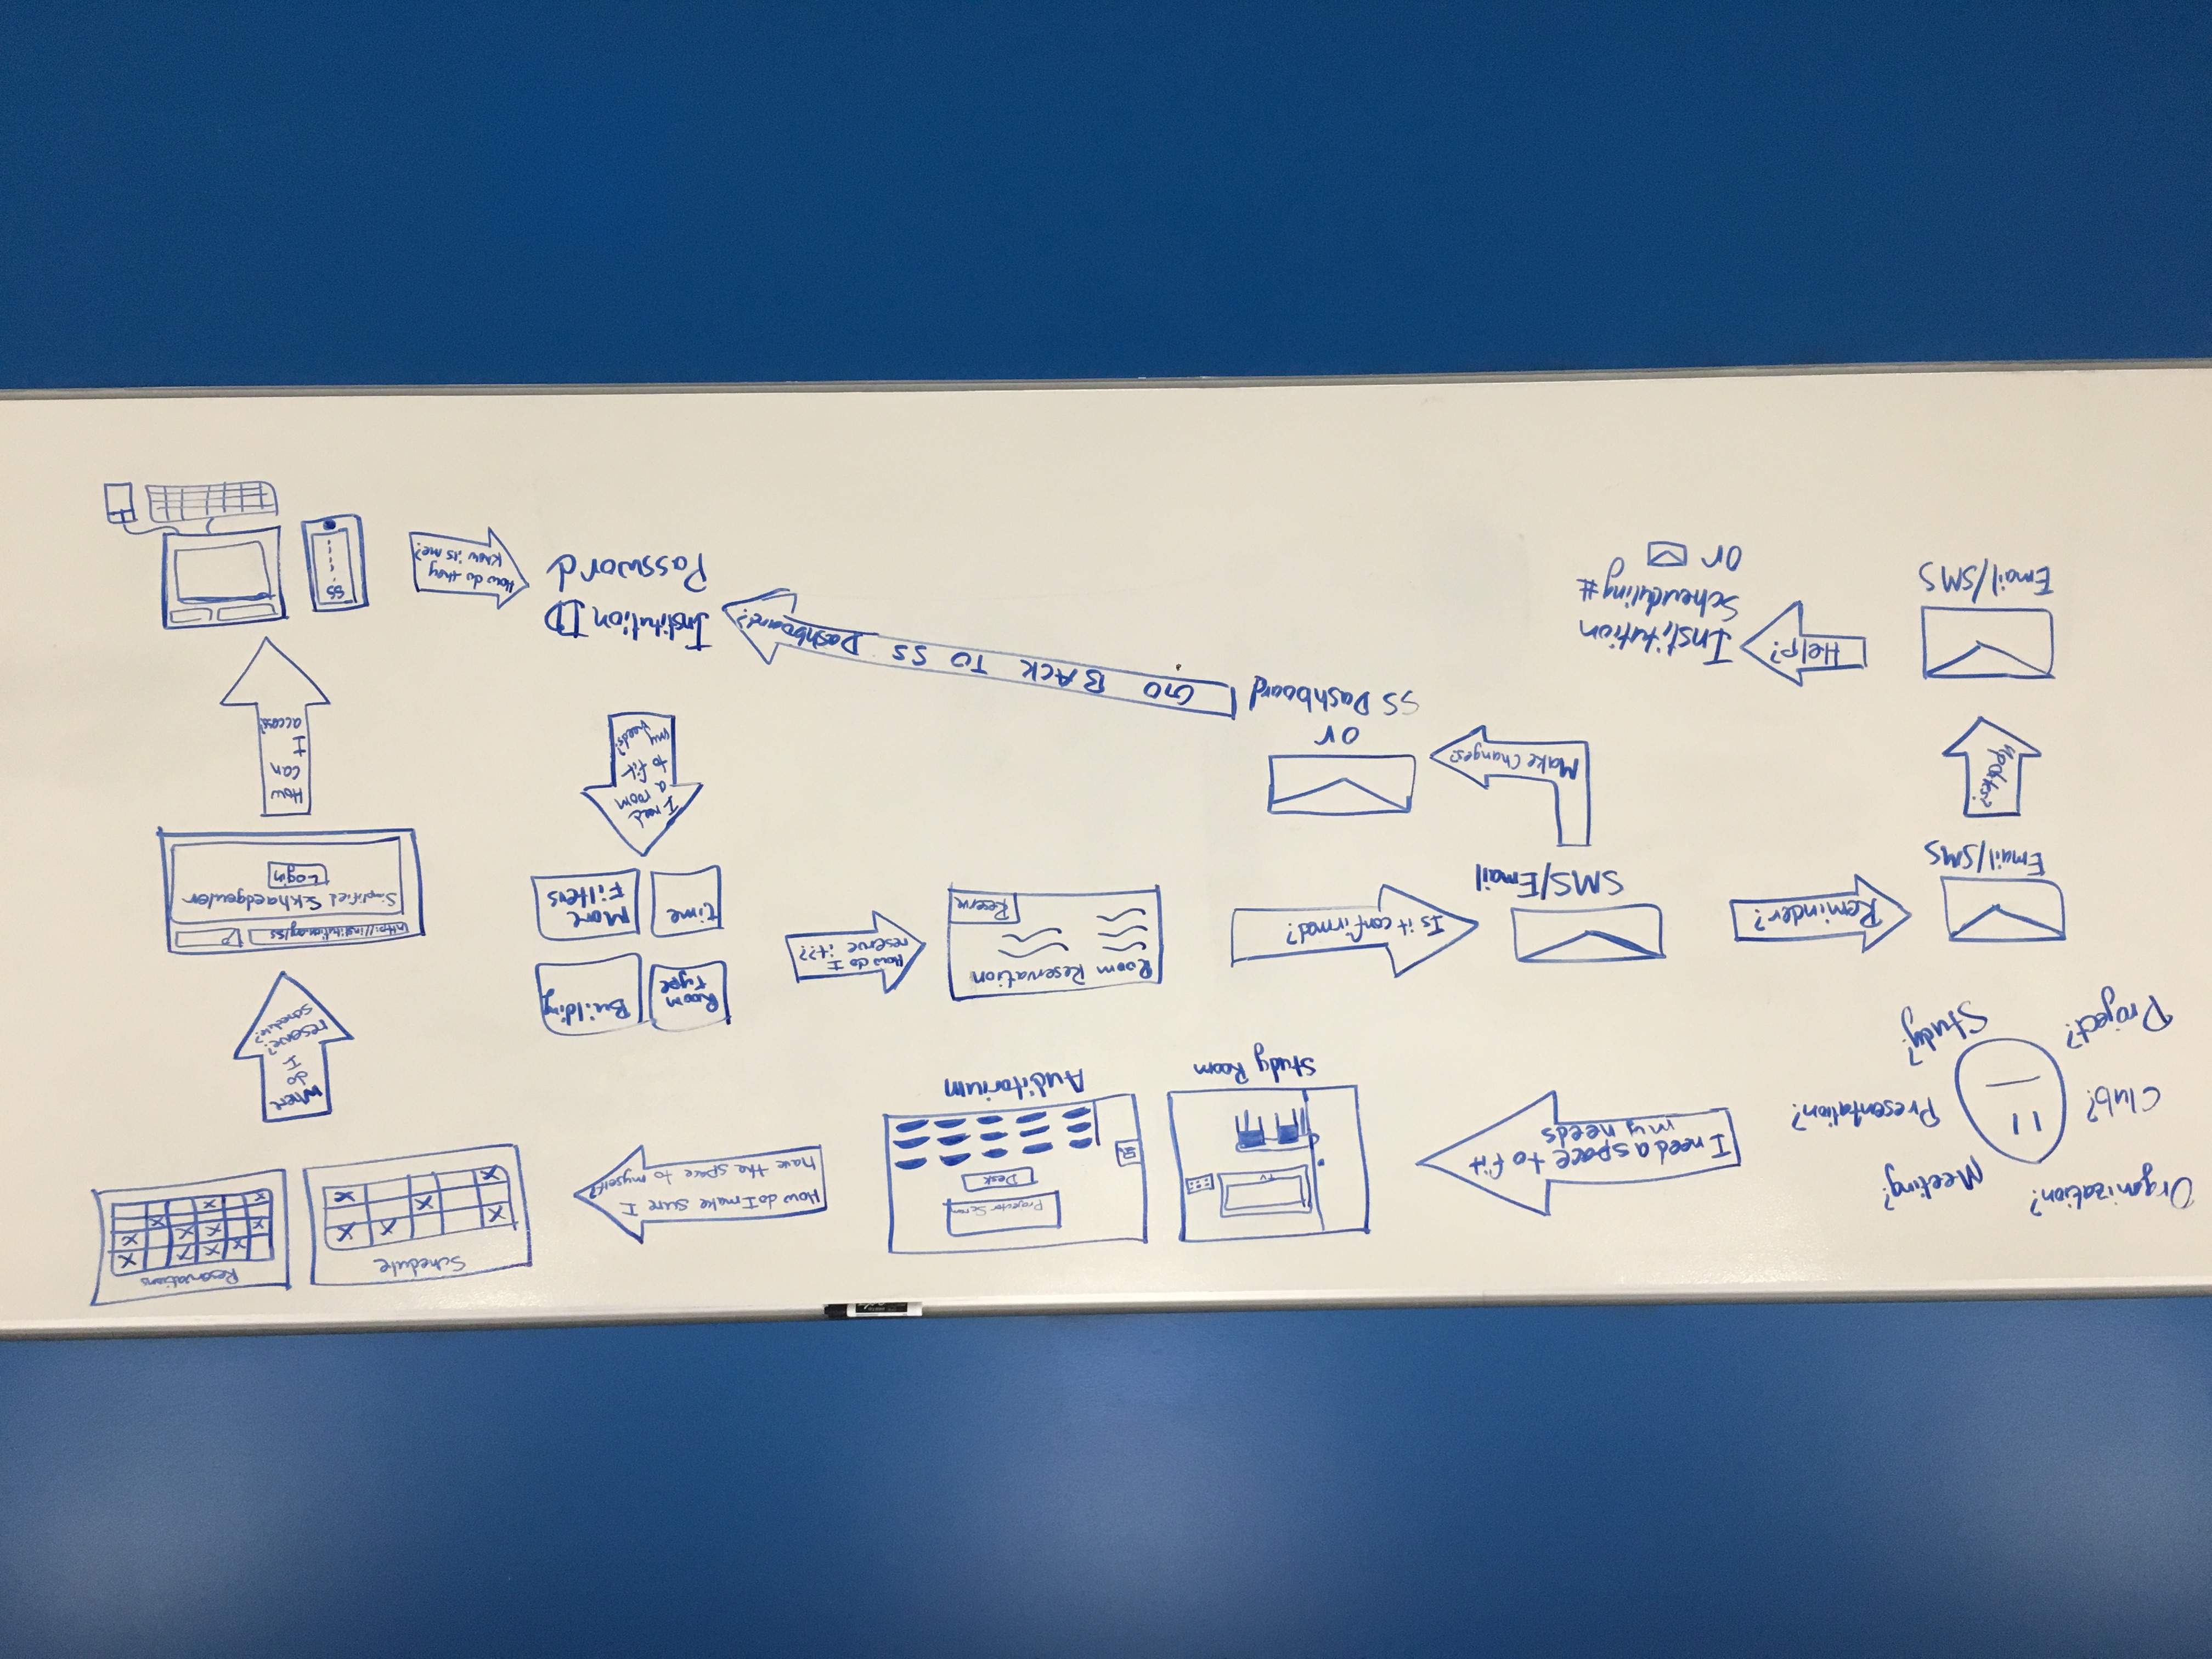 Organization?
Meeting?
Club?
Presentation?
Project?
Study?
I need a space to fit
my needs
TV
Study Room
Projector Screen
Desk
Auditorium
How do I make sure I
have the space to myself?
Schedule
X X X
X
X X
Reservations
Where
do
I
reserve?
schedule?
http://institution.org/ss
Simplified
Login
How
can
I
access?
SS
How do they
know its me?
Institution ID
Password
I need
a room
to fit
my
needs?
Room
Type
Building
Time
More
Filters
How do I
reserve it??
Room Reservation
Reserve
Is it confirmed?
SMS/Email
Make Changes?
or
SS Dashboard
GO BACK TO SS Dashboard?
Reminder?
Email/SMS
Updates?
Email/SMS
Help?
Institution
Scheuduling #
or